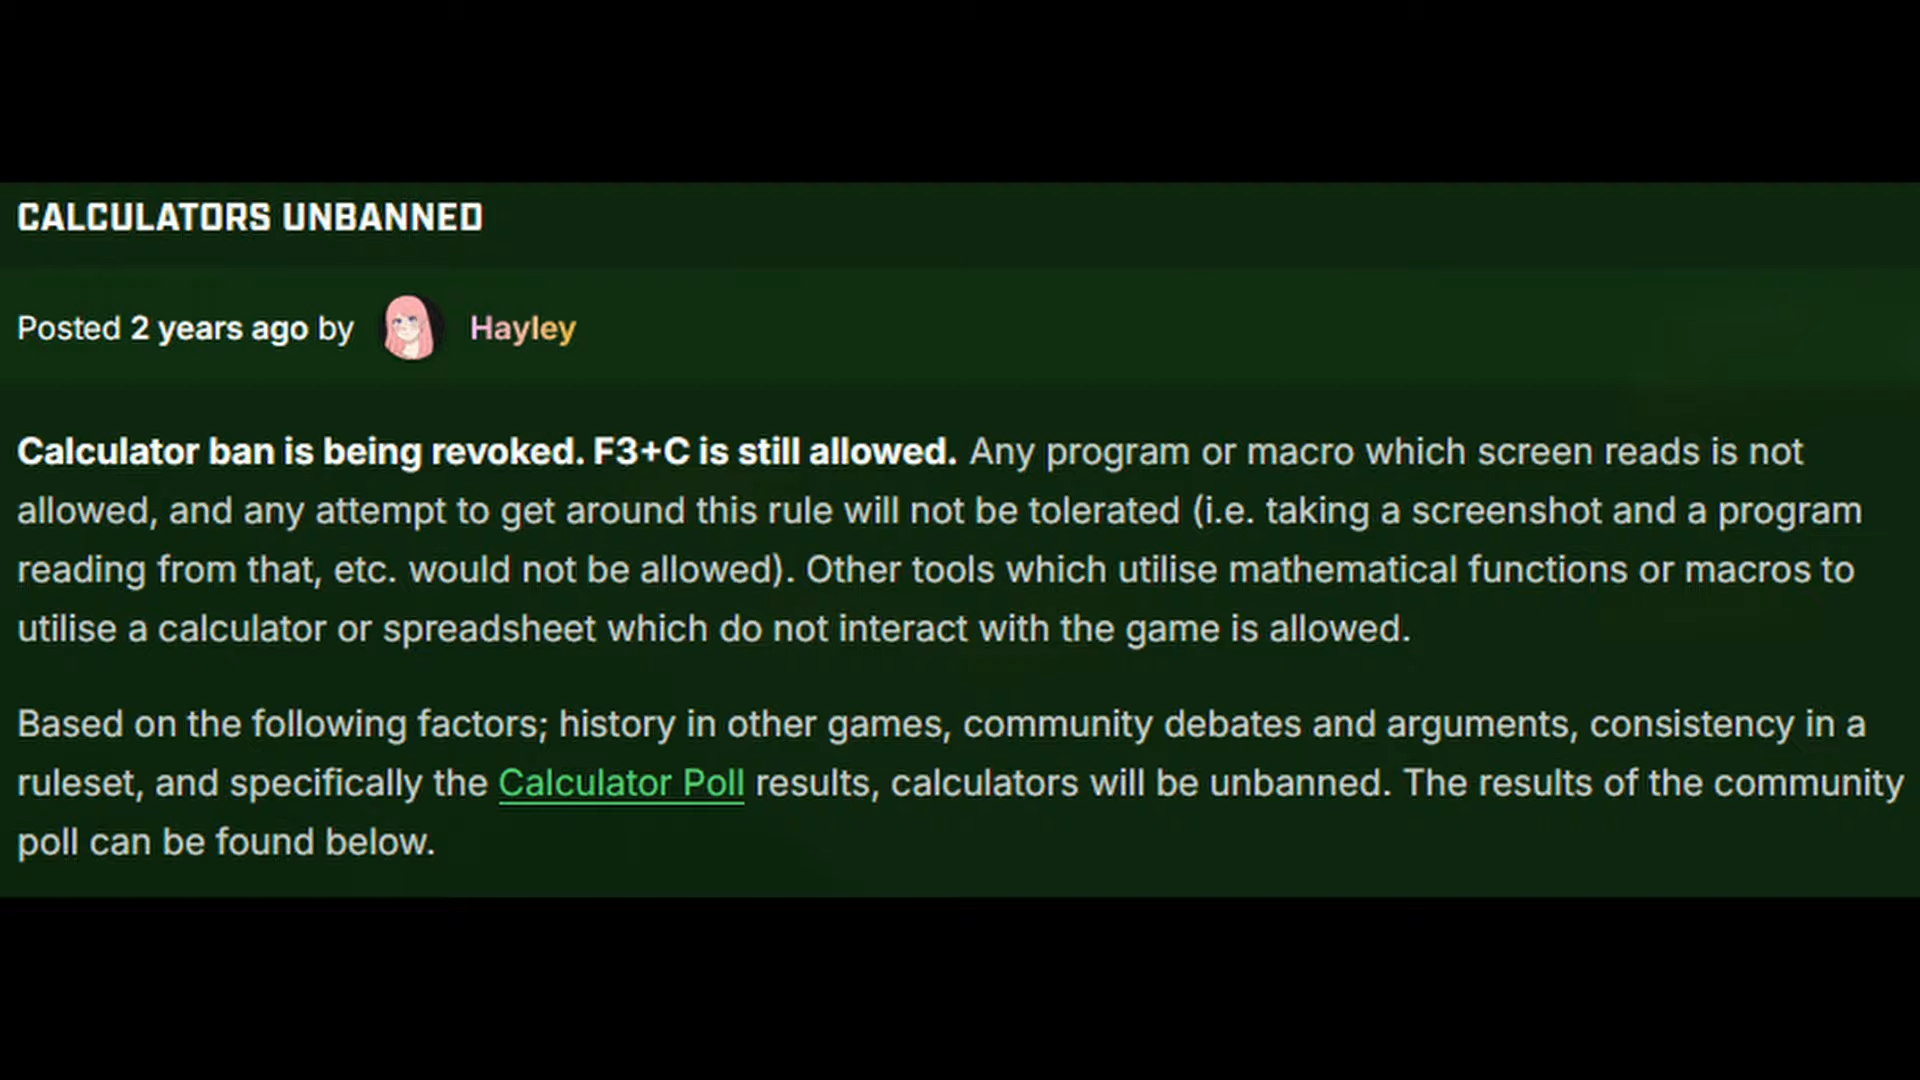 CALCULATORS UNBANNED
Posted 2 years ago by Hayley
Calculator ban is being revoked. F3+C is still allowed. Any program or macro which screen reads is not
allowed, and any attempt to get around this rule will not be tolerated (i.e. taking a screenshot and a program
reading from that, etc. would not be allowed). Other tools which utilise mathematical functions or macros to
utilise a calculator or spreadsheet which do not interact with the game is allowed.
Based on the following factors; history in other games, community debates and arguments, consistency in a
ruleset, and specifically the Calculator Poll results, calculators will be unbanned. The results of the community
poll can be found below.